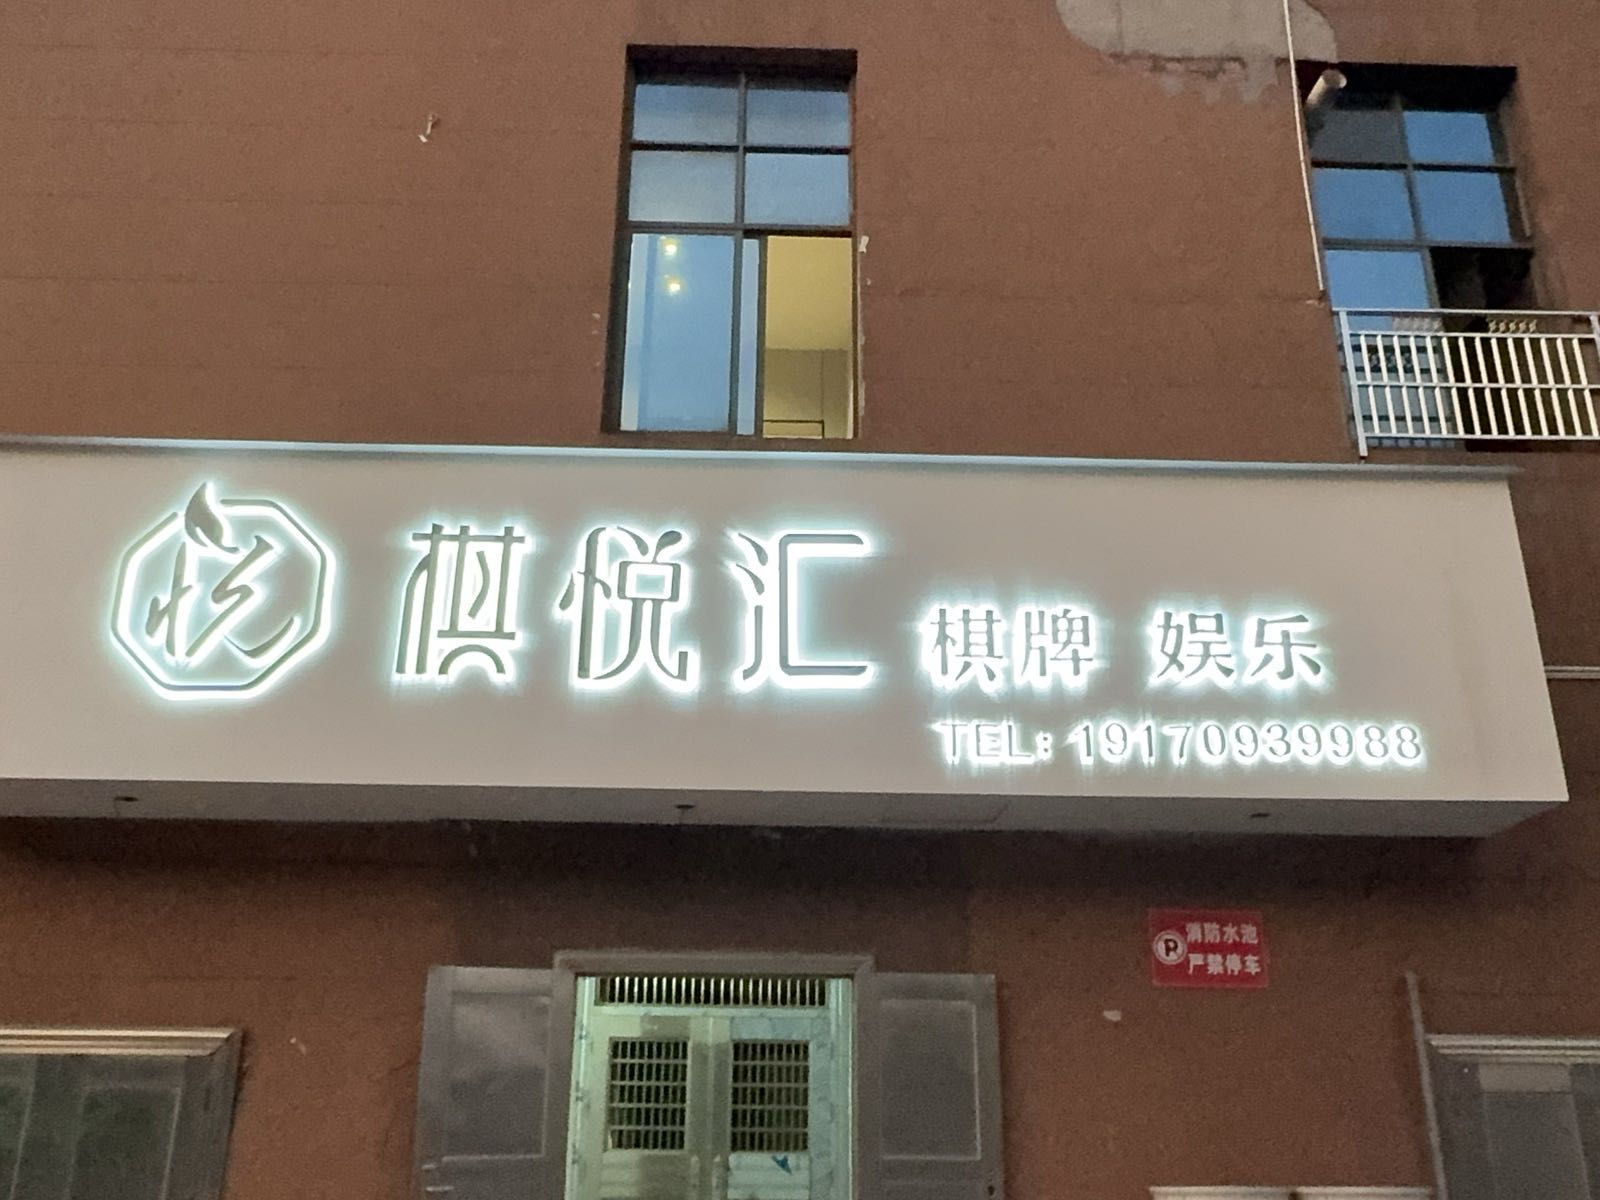 悦
棋悦汇
棋牌 娱乐
TEL: 19170939988
P
消防水池
严禁停车